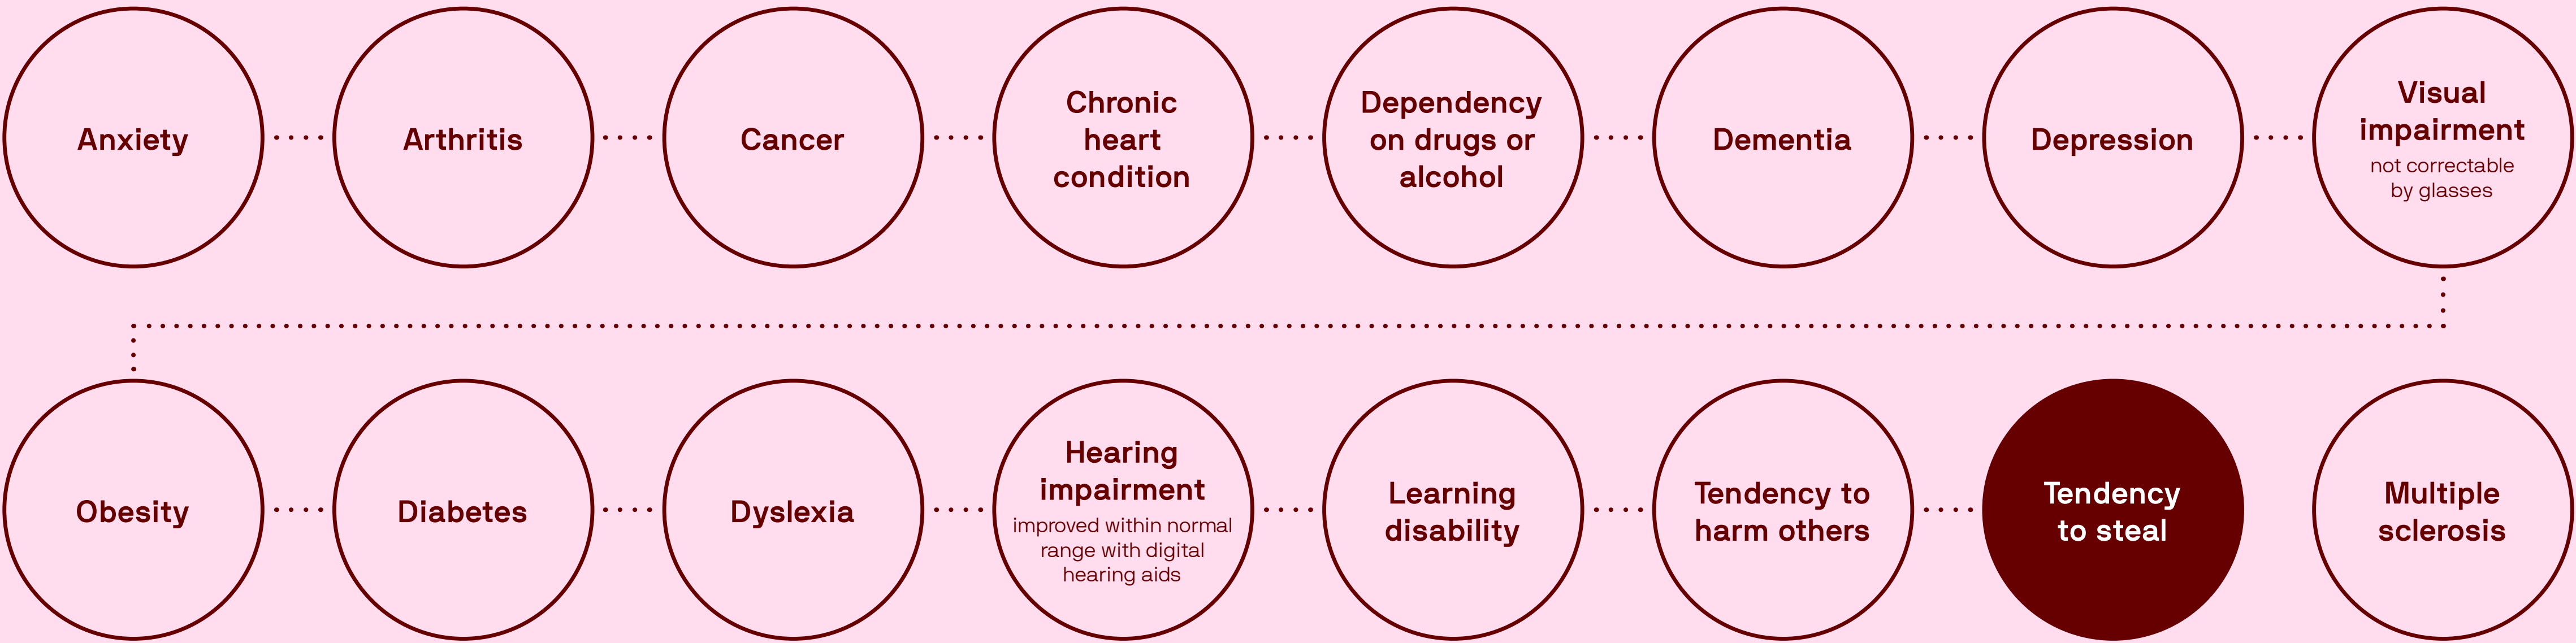 Anxiety
Arthritis
Cancer
Chronic
heart
condition
Dependency
on drugs or
alcohol
Dementia
Depression
Visual
impairment
not correctable
by glasses
Obesity
Diabetes
Dyslexia
Hearing
impairment
improved within normal
range with digital
hearing aids
Learning
disability
Tendency to
harm others
Tendency
to steal
Multiple
sclerosis